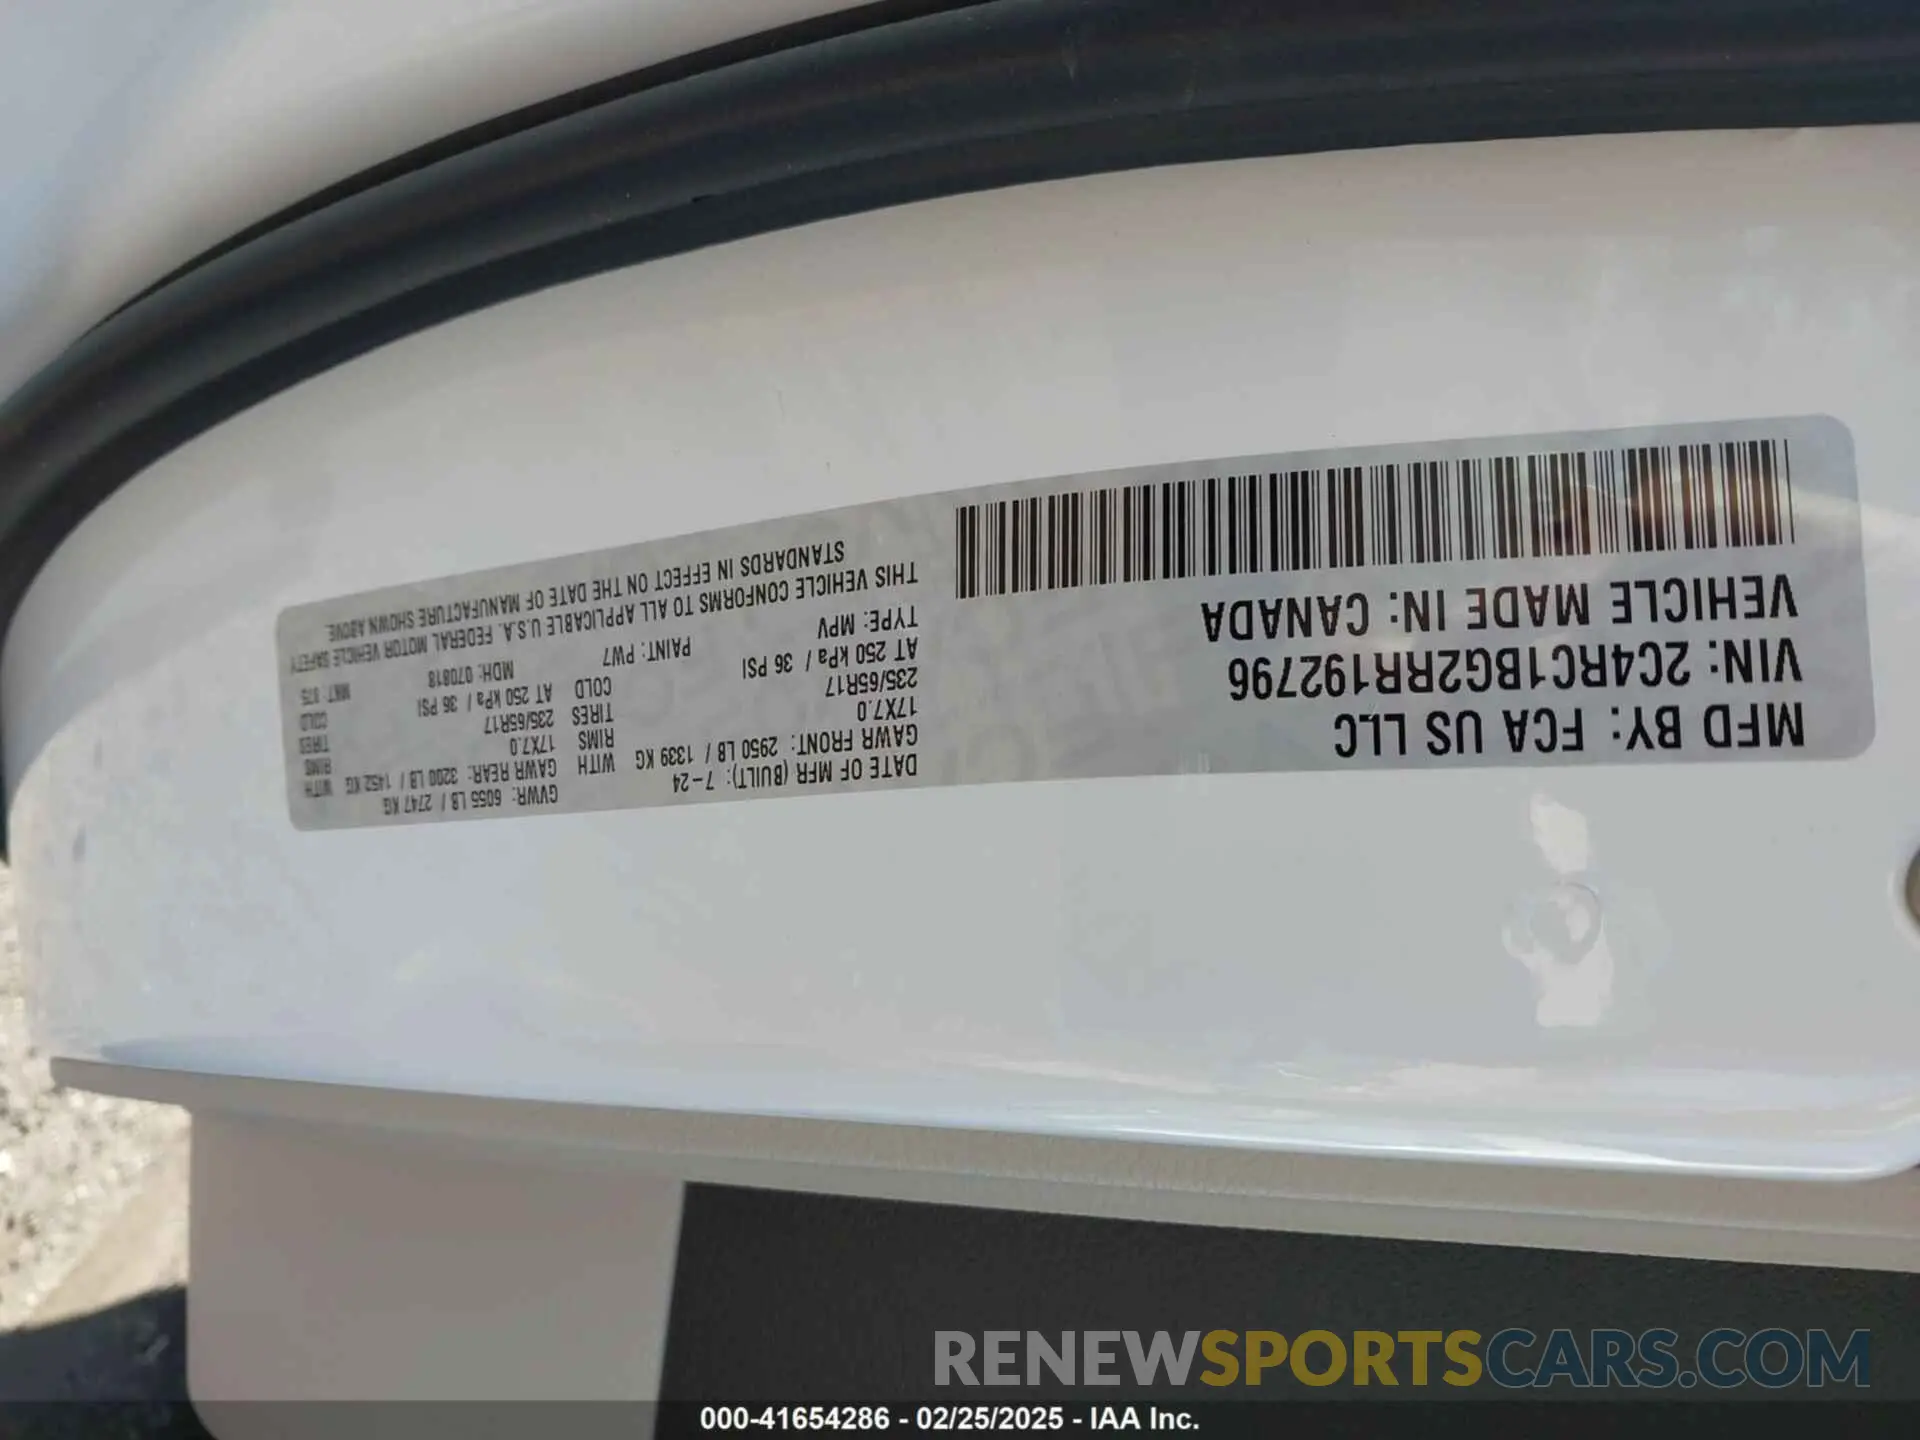 MFD BY: FCA US LLC
VIN: 2C4RC1BG2RR192796
VEHICLE MADE IN: CANADA
DATE OF MFR (BUILT): 7-24
GVWR: 6055 LB / 2747 KG
GAWR FRONT: 2950 LB / 1339 KG WITH
GAWR REAR: 3200 LB / 1452 KG WITH
17X7.0 RIMS
17X7.0 RIMS
235/65R17 TIRES
235/65R17 TIRES
AT 250 kPa / 36 PSI COLD
AT 250 kPa / 36 PSI COLD
TYPE: MPV PAINT: PW7 MDH: 070818
THIS VEHICLE CONFORMS TO ALL APPLICABLE U.S.A. FEDERAL MOTOR VEHICLE SAFETY
STANDARDS IN EFFECT ON THE DATE OF MANUFACTURE SHOWN ABOVE.
RENEWSPORTSCARS.COM
000-41654286 - 02/25/2025 - IAA Inc.